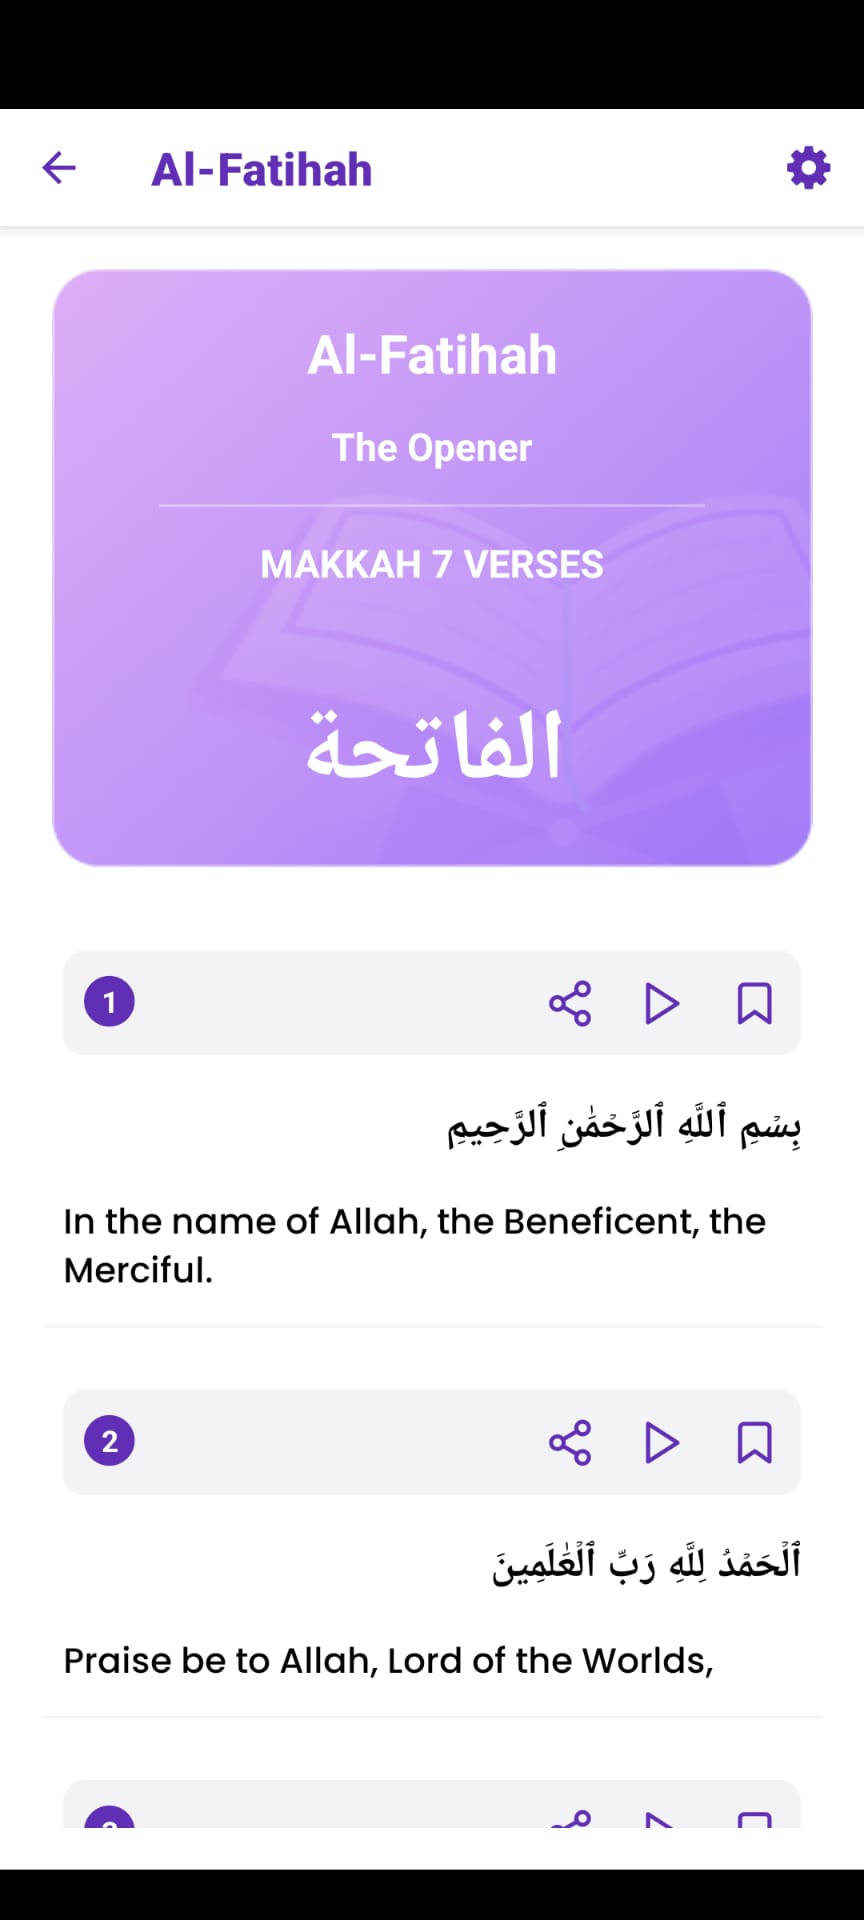 Al-Fatihah
Al-Fatihah
The Opener
MAKKAH 7 VERSES
الفاتحة
1
بِسْمِ ٱللَّهِ ٱلرَّحْمَٰنِ ٱلرَّحِيمِ
In the name of Allah, the Beneficent, the
Merciful.
2
ٱلْحَمْدُ لِلَّهِ رَبِّ ٱلْعَٰلَمِينَ
Praise be to Allah, Lord of the Worlds,